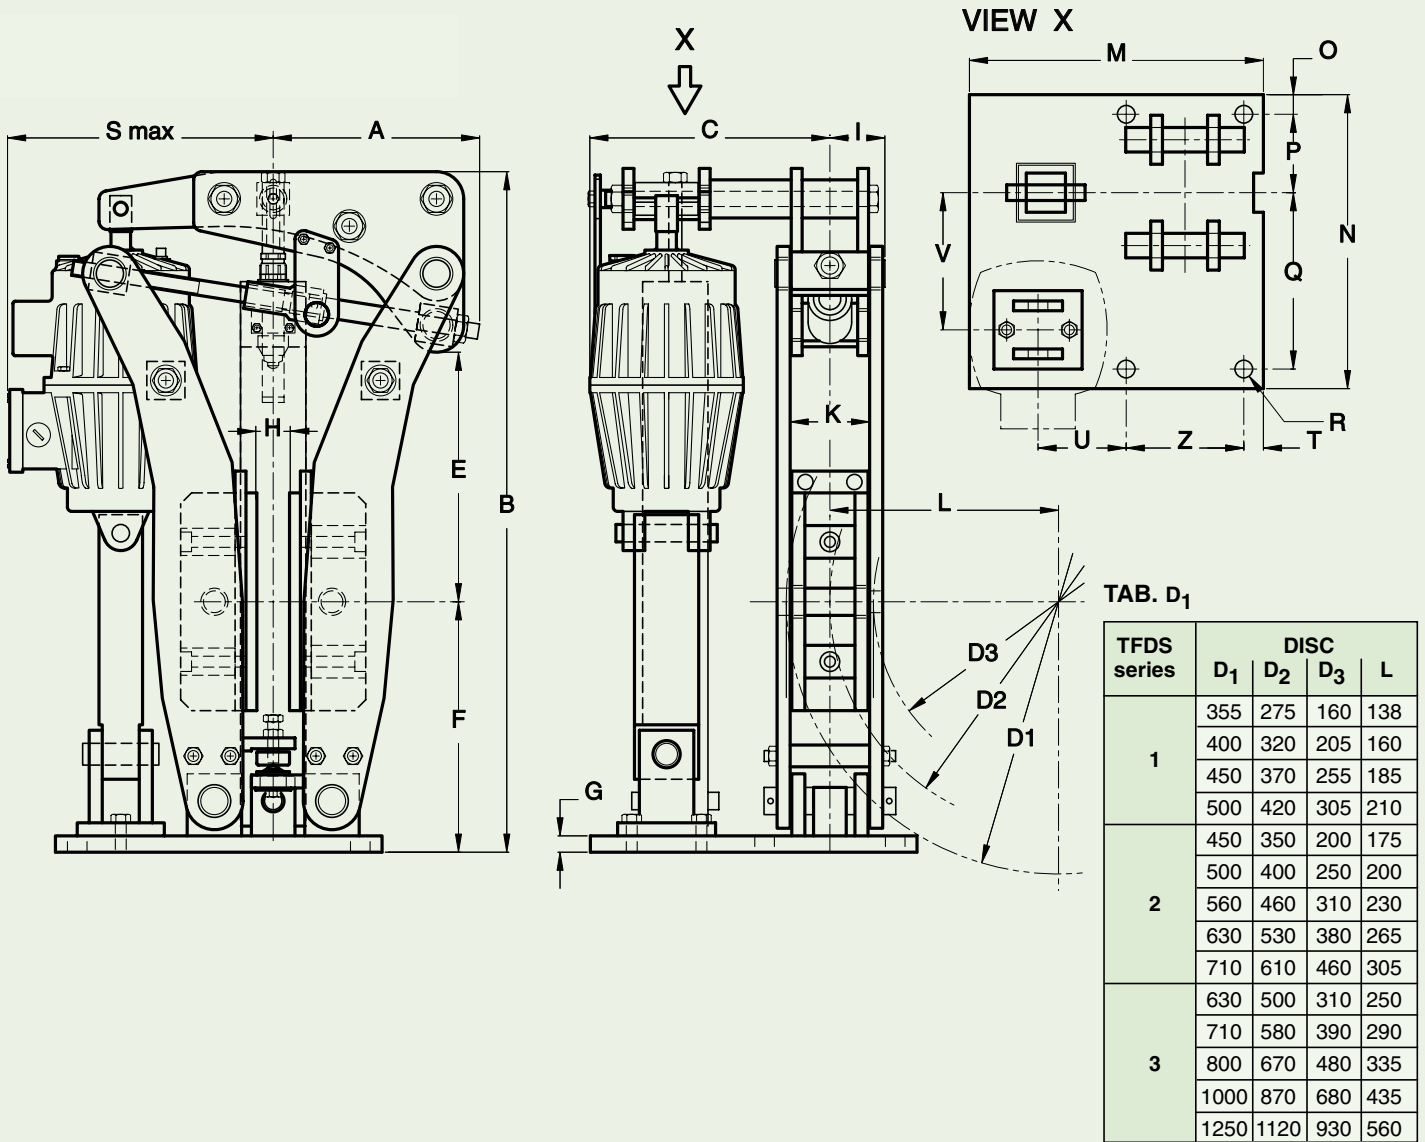 VIEW X
X
M
O
S max
A
C
I
P
V
N
Q
H
K
R
U
Z
T
E
B
L
F
D3
D2
D1
G
TAB. D1
TFDS series
DISC
D1 D2 D3 L
1
355 275 160 138
400 320 205 160
450 370 255 185
500 420 305 210
2
450 350 200 175
500 400 250 200
560 460 310 230
630 530 380 265
710 610 460 305
3
630 500 310 250
710 580 390 290
800 670 480 335
1000 870 680 435
1250 1120 930 560